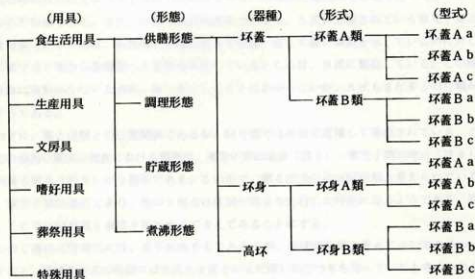 (用具) (形態) (器種) (形式) (型式)
食生活用具 供膳形態 坏蓋 坏蓋A類 坏蓋Aa
坏蓋Ab
坏蓋Ac
調理形態 坏蓋B類 坏蓋Ba
生産用具
坏蓋Bb
文房具 坏蓋Bc
貯蔵形態 坏蓋Aa
嗜好用具 坏身 坏身A類 坏蓋Ab
坏蓋Ac
葬祭用具 煮沸形態 坏蓋Ba
高坏 坏身B類 坏蓋Bb
特殊用具 坏蓋Bc